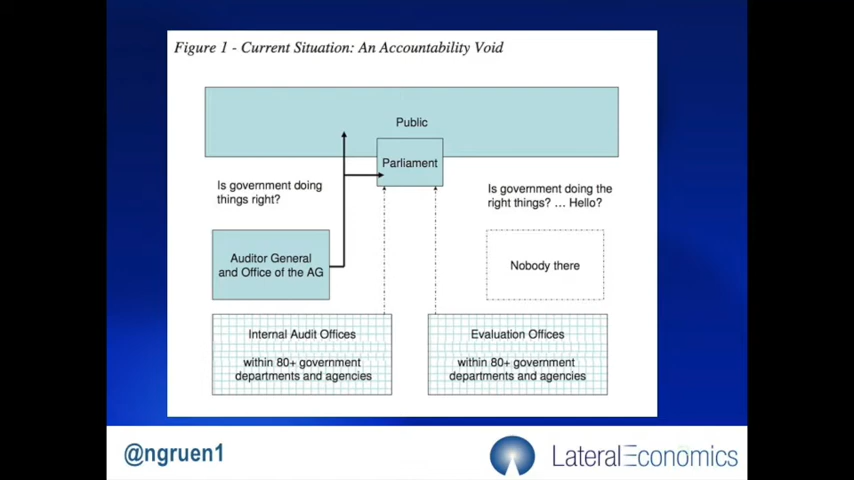 Figure 1 - Current Situation: An Accountability Void
Public
Parliament
Is government doing
things right?
Is government doing the
right things? … Hello?
Auditor General
and Office of the AG
Nobody there
Internal Audit Offices
within 80+ government
departments and agencies
Evaluation Offices
within 80+ government
departments and agencies
@ngruen1
LateralEconomics